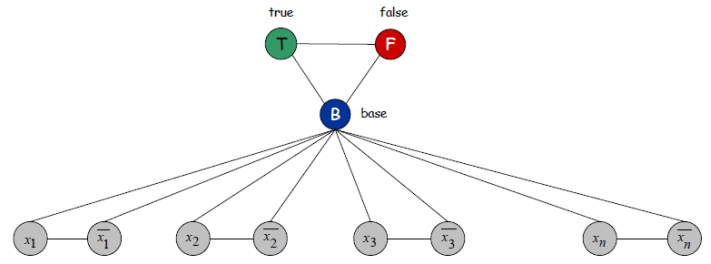 true false
T F
B base
x₁ x̅₁ x₂ x̅₂ x₃ x̅₃ xₙ x̅ₙ